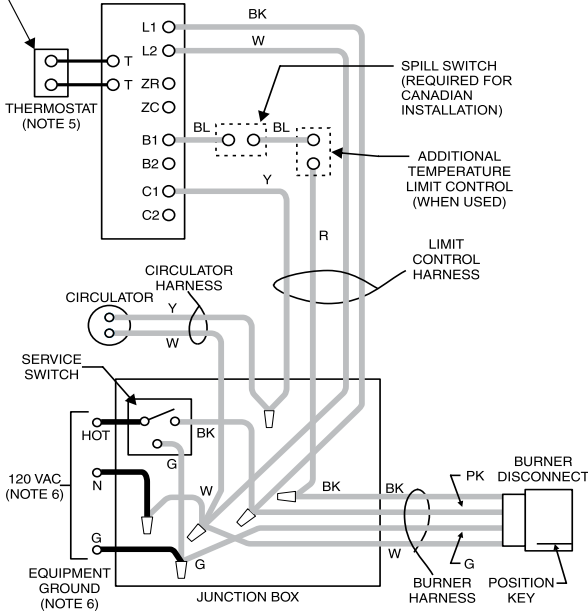 L1
BK
L2
W
T
T
ZR
ZC
THERMOSTAT
(NOTE 5)
SPILL SWITCH
(REQUIRED FOR
CANADIAN
INSTALLATION)
B1
BL
BL
B2
ADDITIONAL
TEMPERATURE
LIMIT CONTROL
(WHEN USED)
C1
Y
C2
R
LIMIT
CONTROL
HARNESS
CIRCULATOR
HARNESS
CIRCULATOR
Y
W
SERVICE
SWITCH
HOT
BK
G
120 VAC
(NOTE 6)
N
W
BK
BK
PK
BURNER
DISCONNECT
G
G
W
G
EQUIPMENT
GROUND
(NOTE 6)
JUNCTION BOX
BURNER
HARNESS
POSITION
KEY